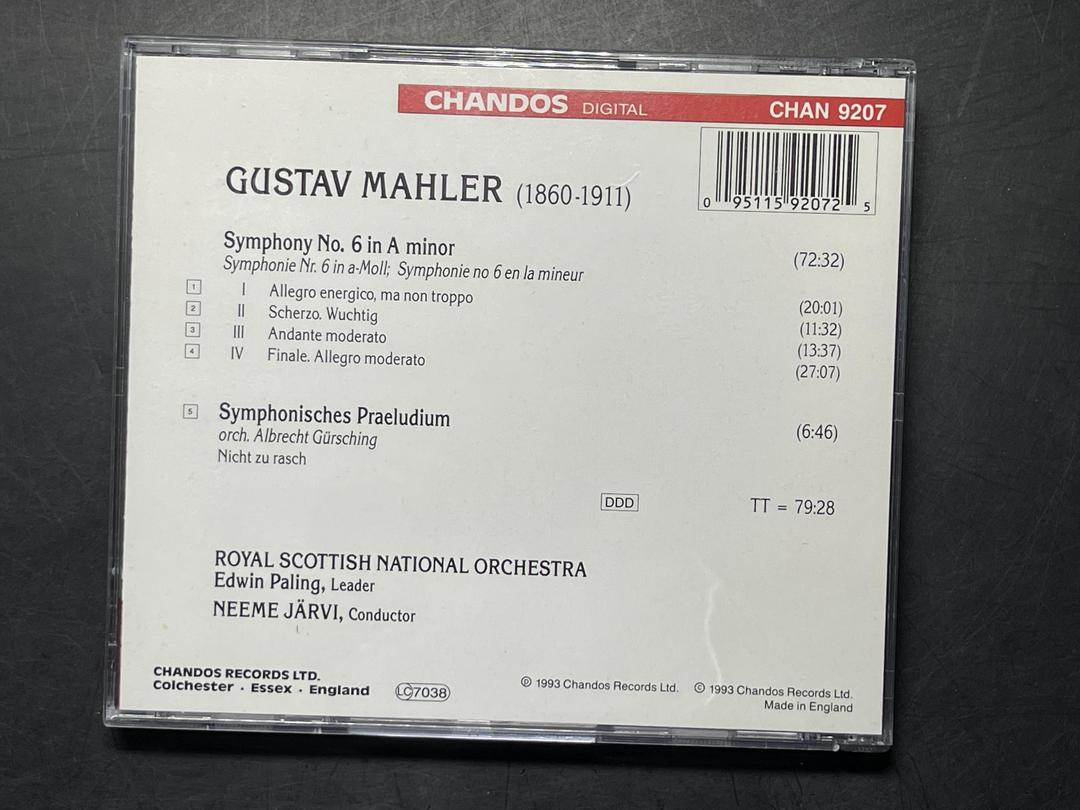 CHANDOS DIGITAL CHAN 9207
0 95115 92072 5
GUSTAV MAHLER (1860-1911)
Symphony No. 6 in A minor (72:32)
Symphonie Nr. 6 in a-Moll; Symphonie no 6 en la mineur
1 I Allegro energico, ma non troppo (20:01)
2 II Scherzo. Wuchtig (11:32)
3 III Andante moderato (13:37)
4 IV Finale. Allegro moderato (27:07)
5 Symphonisches Praeludium (6:46)
orch. Albrecht Gürsching
Nicht zu rasch
DDD TT = 79:28
ROYAL SCOTTISH NATIONAL ORCHESTRA
Edwin Paling, Leader
NEEME JÄRVI, Conductor
CHANDOS RECORDS LTD.
Colchester · Essex · England
LC 7038
℗ 1993 Chandos Records Ltd. © 1993 Chandos Records Ltd.
Made in England